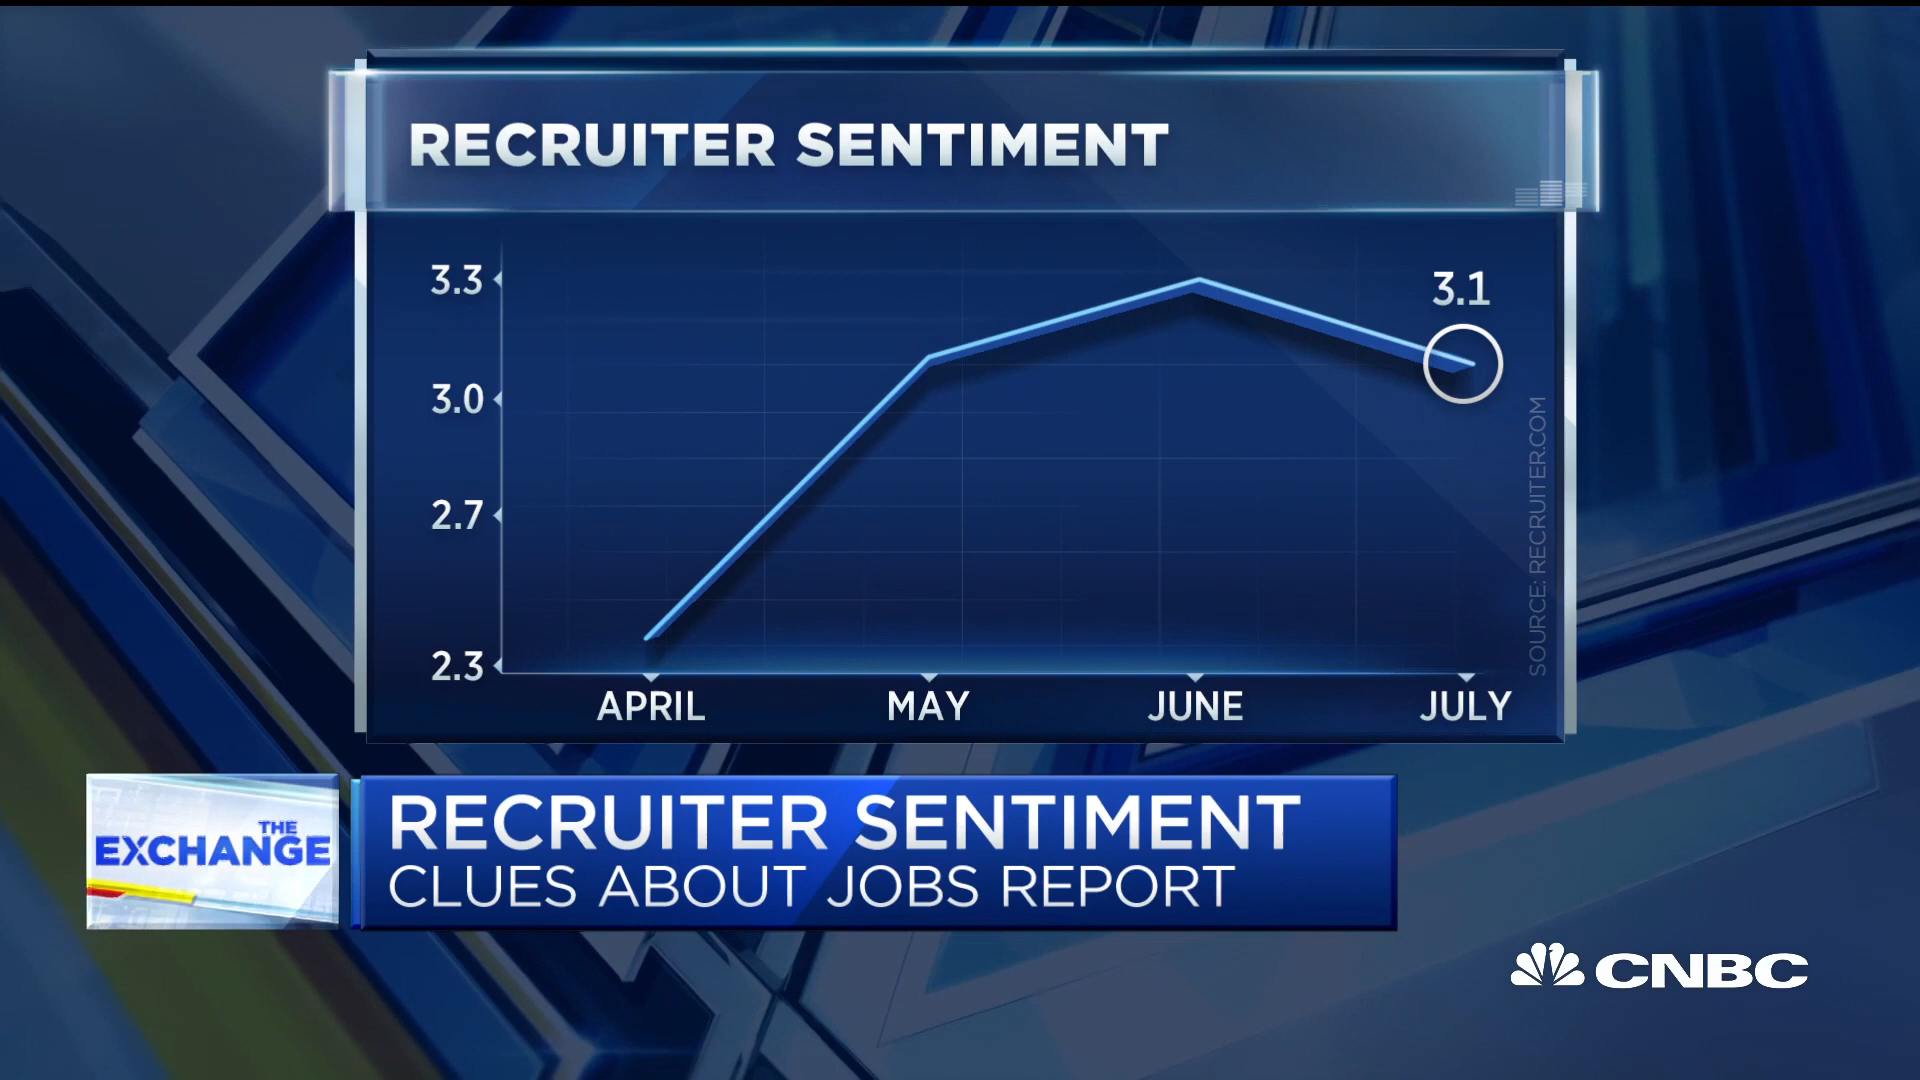 RECRUITER SENTIMENT
3.3
3.1
3.0
2.7
2.3
APRIL MAY JUNE JULY
SOURCE: RECRUITER.COM
THE
EXCHANGE
RECRUITER SENTIMENT
CLUES ABOUT JOBS REPORT
CNBC